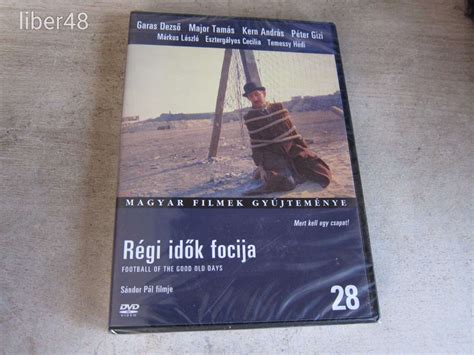 liber48
Garas Dezső Major Tamás Kern András Péter Gizi
Márkus László Esztergályos Cecília Temessy Hédi
MAGYAR FILMEK GYŰJTEMÉNYE
Mert kell egy csapat!
Régi idők focija
FOOTBALL OF THE GOOD OLD DAYS
Sándor Pál filmje
DVD
VIDEO
28